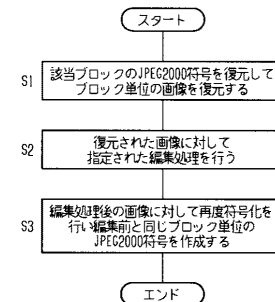 スタート
S1
該当ブロックのJPEG2000符号を復元して
ブロック単位の画像を復元する
S2
復元された画像に対して
指定された編集処理を行う
S3
編集処理後の画像に対して再度符号化を
行い編集前と同じブロック単位の
JPEG2000符号を作成する
エンド